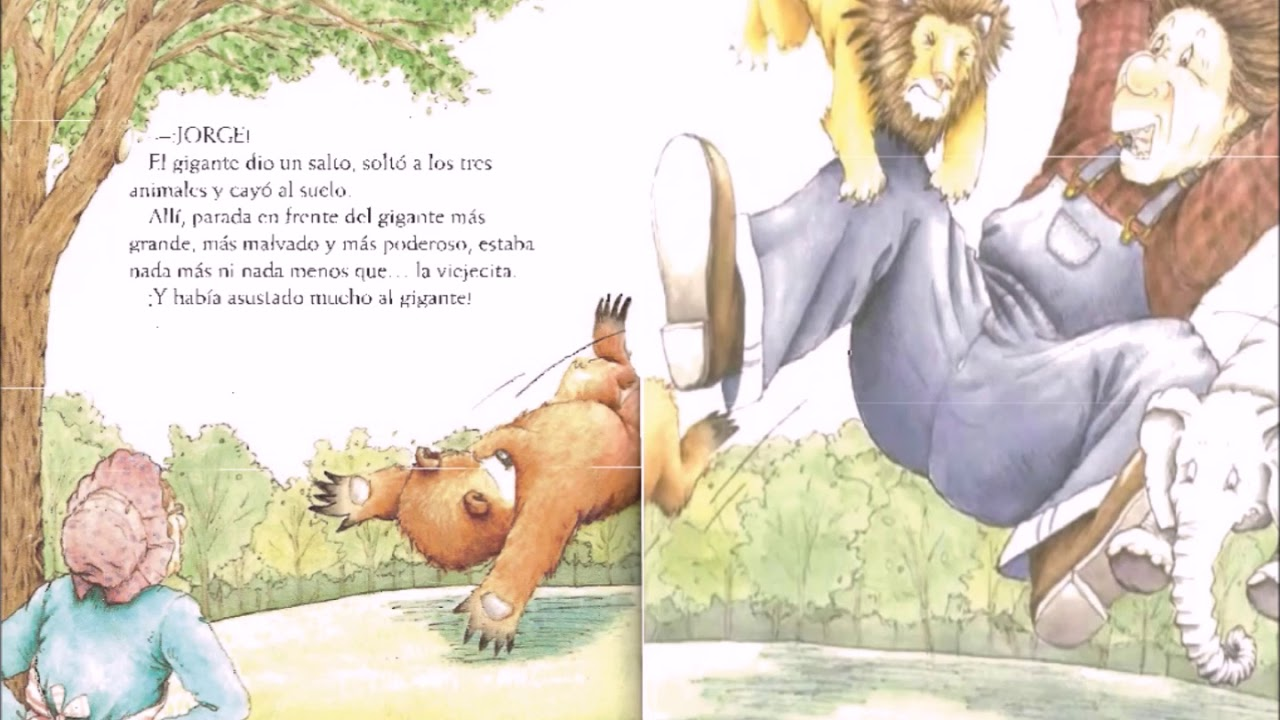 —¡JORGE!
El gigante dio un salto, soltó a los tres
animales y cayó al suelo.
Allí, parada en frente del gigante más
grande, más malvado y más poderoso, estaba
nada más ni nada menos que... la viejecita.
¡Y había asustado mucho al gigante!